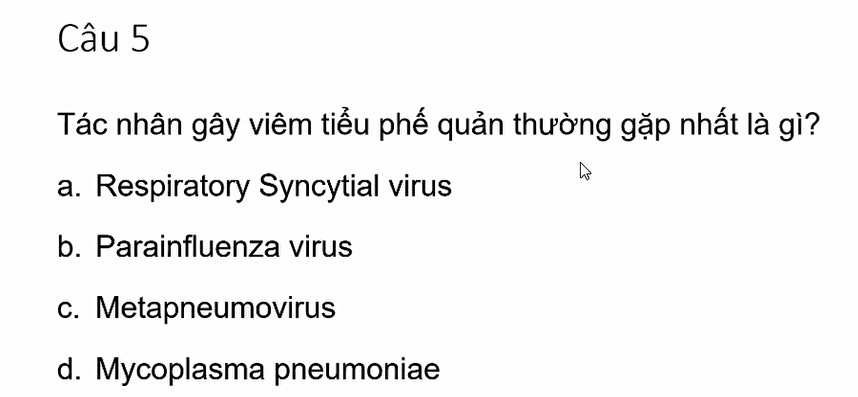 Câu 5
Tác nhân gây viêm tiểu phế quản thường gặp nhất là gì?
a. Respiratory Syncytial virus
b. Parainfluenza virus
c. Metapneumovirus
d. Mycoplasma pneumoniae